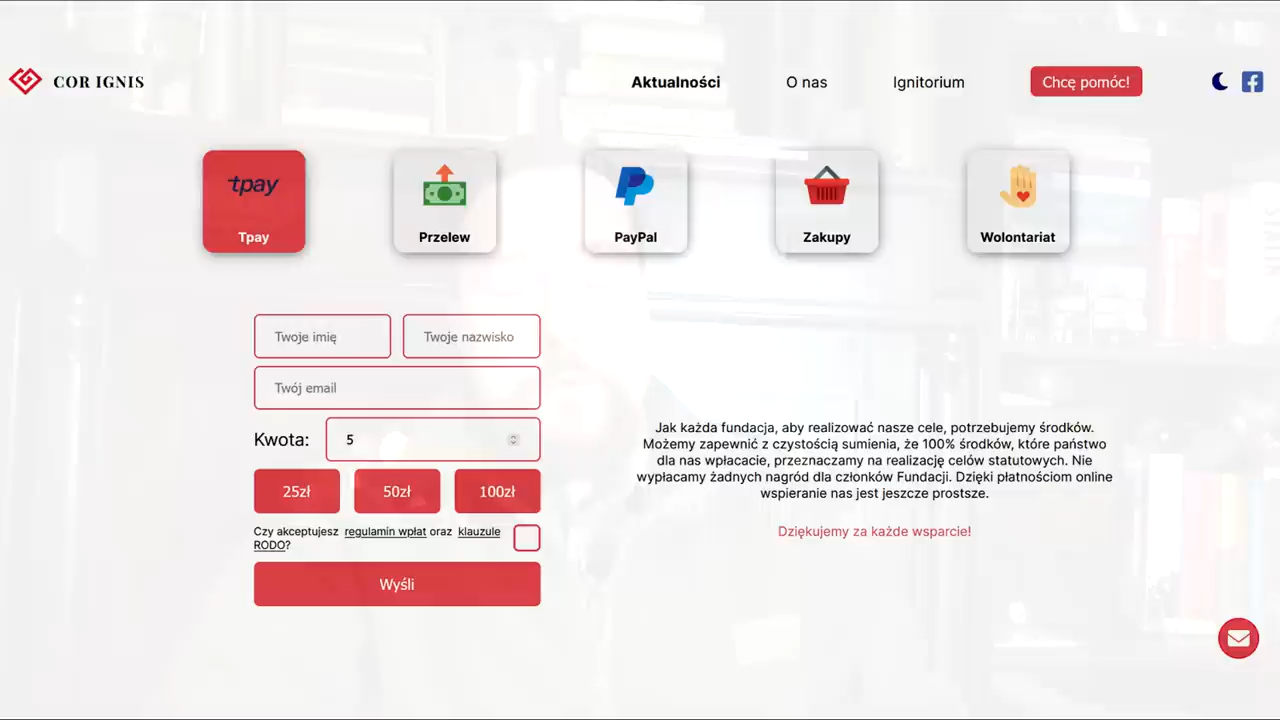 COR IGNIS
Aktualności
O nas
Ignitorium
Chcę pomóc!
tpay
Tpay
Przelew
PayPal
Zakupy
Wolontariat
Twoje imię
Twoje nazwisko
Twój email
Kwota:
5
25zł
50zł
100zł
Czy akceptujesz regulamin wpłat oraz klauzule
RODO?
Wyśli
Jak każda fundacja, aby realizować nasze cele, potrzebujemy środków.
Możemy zapewnić z czystością sumienia, że 100% środków, które państwo
dla nas wpłacacie, przeznaczamy na realizację celów statutowych. Nie
wypłacamy żadnych nagród dla członków Fundacji. Dzięki płatnościom online
wspieranie nas jest jeszcze prostsze.
Dziękujemy za każde wsparcie!